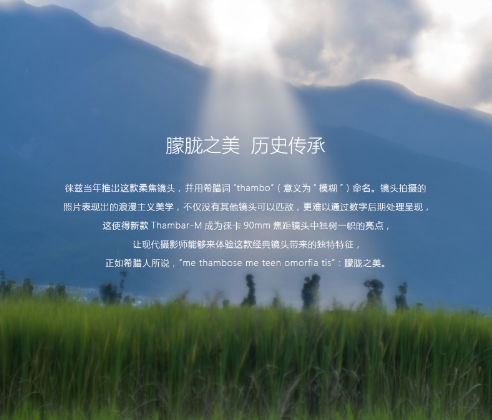 朦胧之美 历史传承
徕兹当年推出这款柔焦镜头，并用希腊词“thambo”（意义为“模糊”）命名。镜头拍摄的
照片表现出的浪漫主义美学，不仅没有其他镜头可以匹敌，更难以通过数字后期处理呈现，
这使得新款 Thambar-M 成为徕卡 90mm 焦距镜头中独树一帜的亮点，
让现代摄影师能够来体验这款经典镜头带来的独特特征，
正如希腊人所说，“me thambose me teen omorfia tis”：朦胧之美。